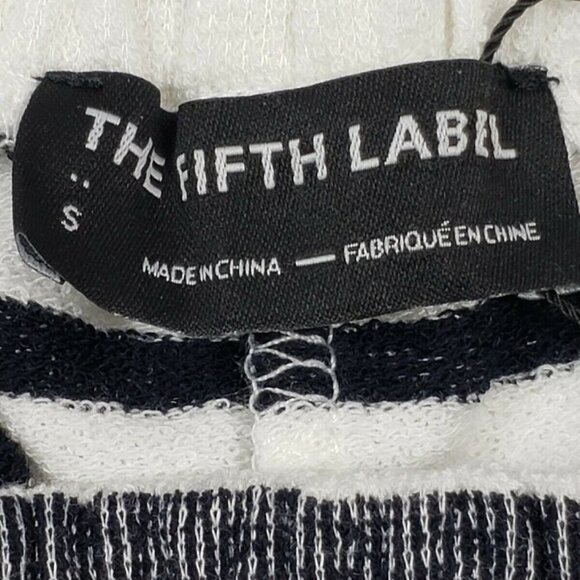 THE FIFTH LABEL
S
MADE IN CHINA — FABRIQUÉ EN CHINE